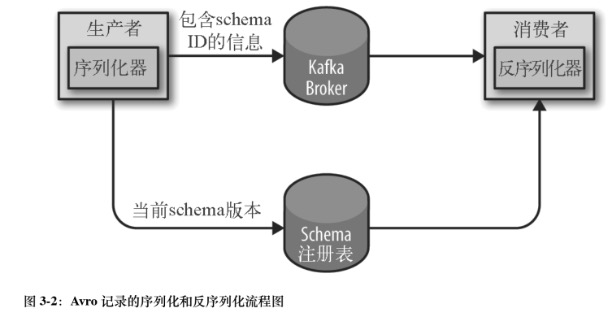 生产者
序列化器
包含schema
ID的信息
Kafka
Broker
消费者
反序列化器
当前schema版本
Schema
注册表
图 3-2：Avro 记录的序列化和反序列化流程图